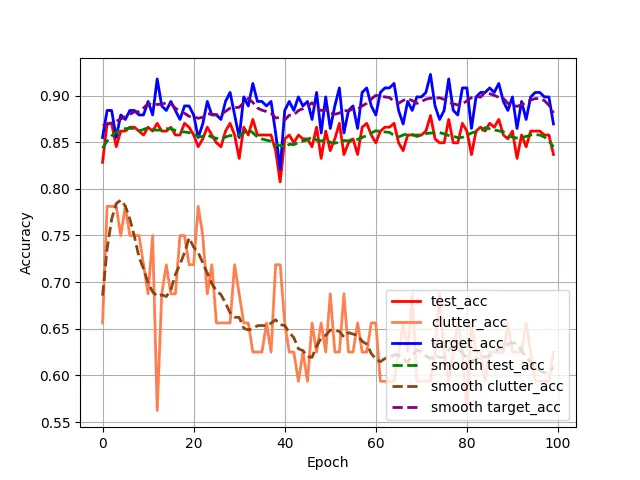 0.90
0.85
0.80
0.75
0.70
0.65
0.60
0.55
Accuracy
0 20 40 60 80 100
Epoch
test_acc
clutter_acc
target_acc
smooth test_acc
smooth clutter_acc
smooth target_acc